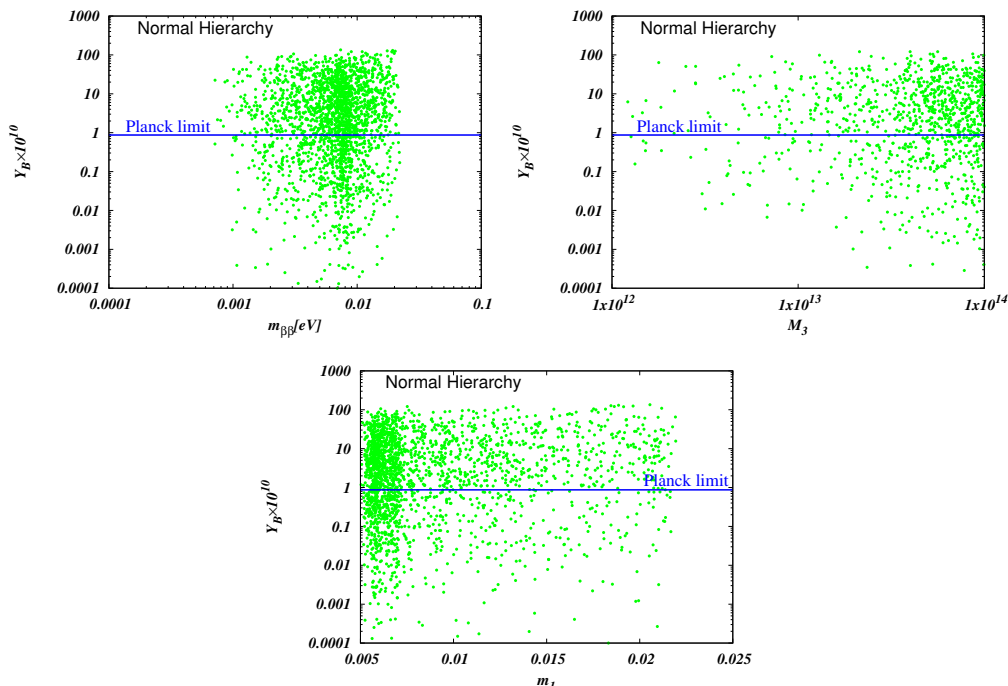 Normal Hierarchy
1000
100
10
1
0.1
0.01
0.001
0.0001
Y_B×10^10
Planck limit
0.0001 0.001 0.01 0.1
m_ββ[eV]
Normal Hierarchy
1000
100
10
1
0.1
0.01
0.001
0.0001
Y_B×10^10
Planck limit
1x10^12 1x10^13 1x10^14
M_3
Normal Hierarchy
1000
100
10
1
0.1
0.01
0.001
0.0001
Y_B×10^10
Planck limit
0.005 0.01 0.015 0.02 0.025
m_1